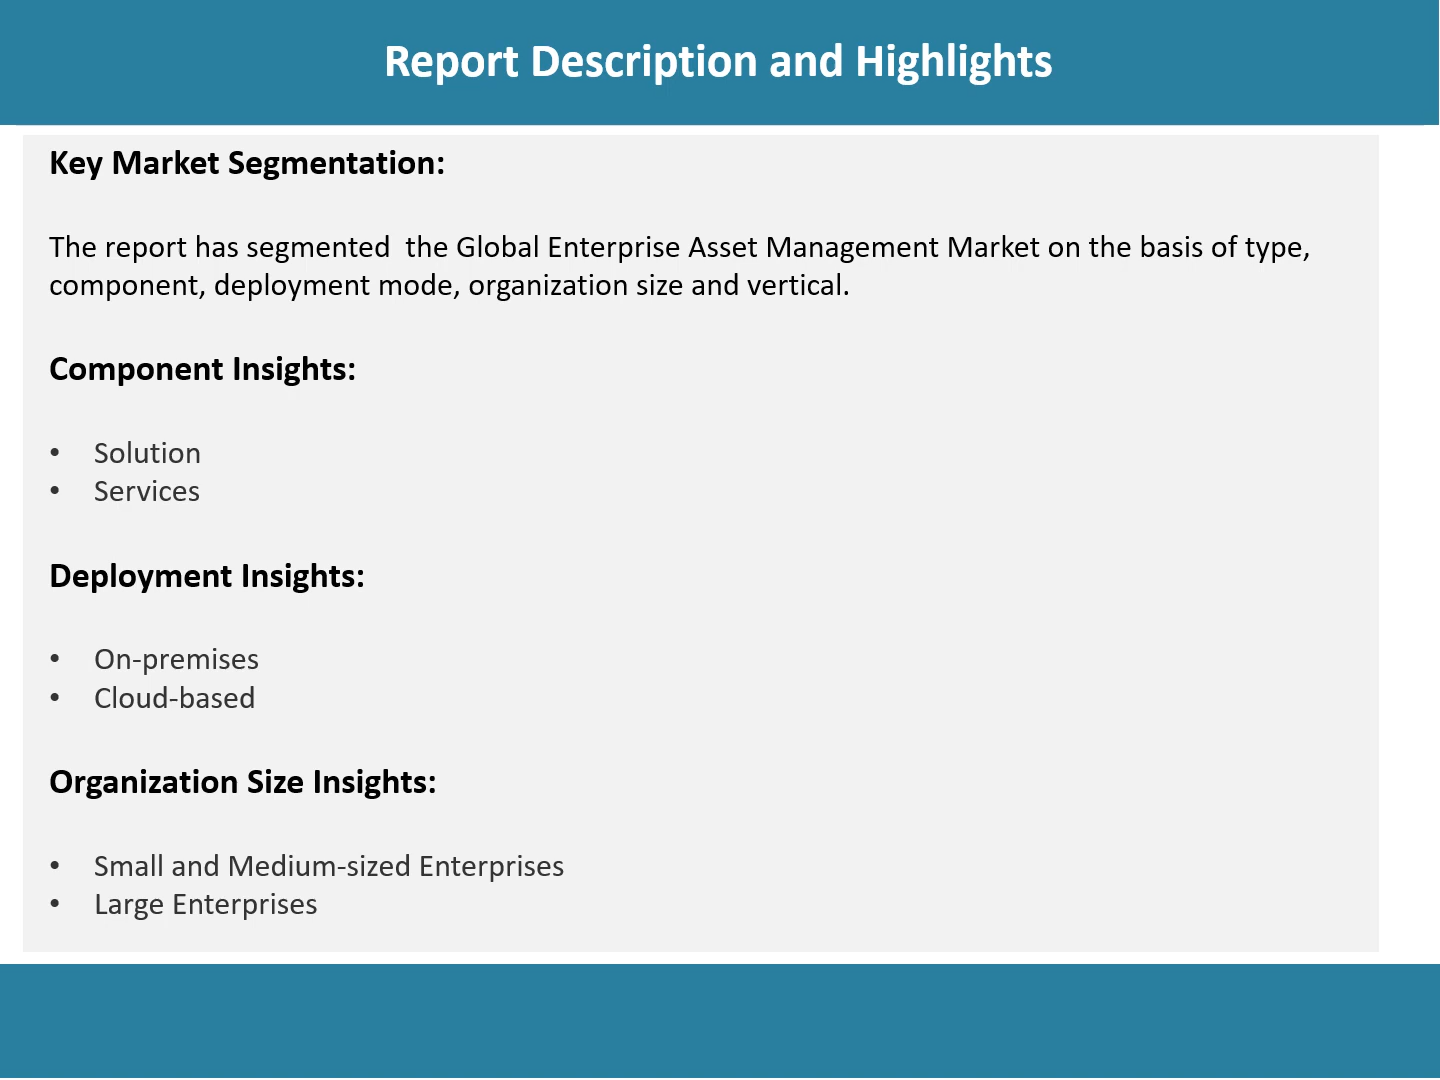 Report Description and Highlights
Key Market Segmentation:
The report has segmented  the Global Enterprise Asset Management Market on the basis of type,
component, deployment mode, organization size and vertical.
Component Insights:
• Solution
• Services
Deployment Insights:
• On-premises
• Cloud-based
Organization Size Insights:
• Small and Medium-sized Enterprises
• Large Enterprises